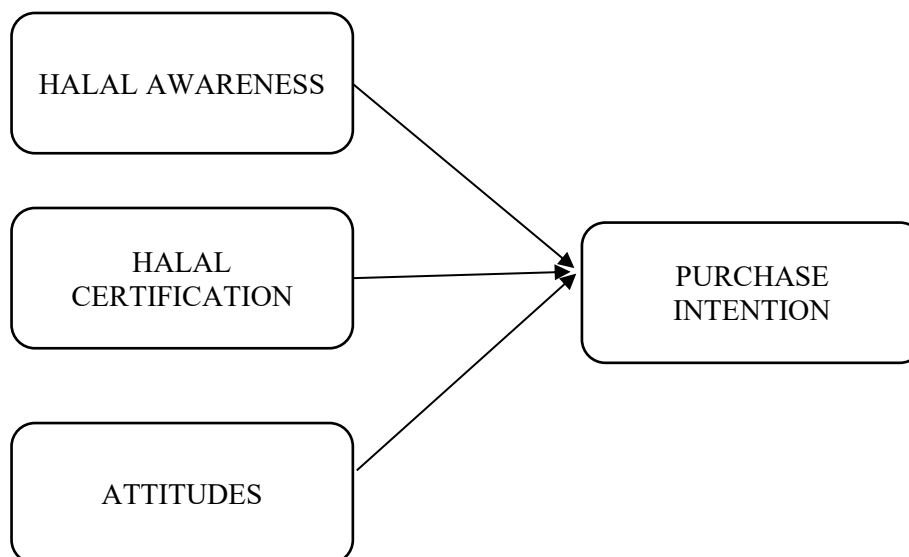 HALAL AWARENESS
HALAL
CERTIFICATION
PURCHASE
INTENTION
ATTITUDES